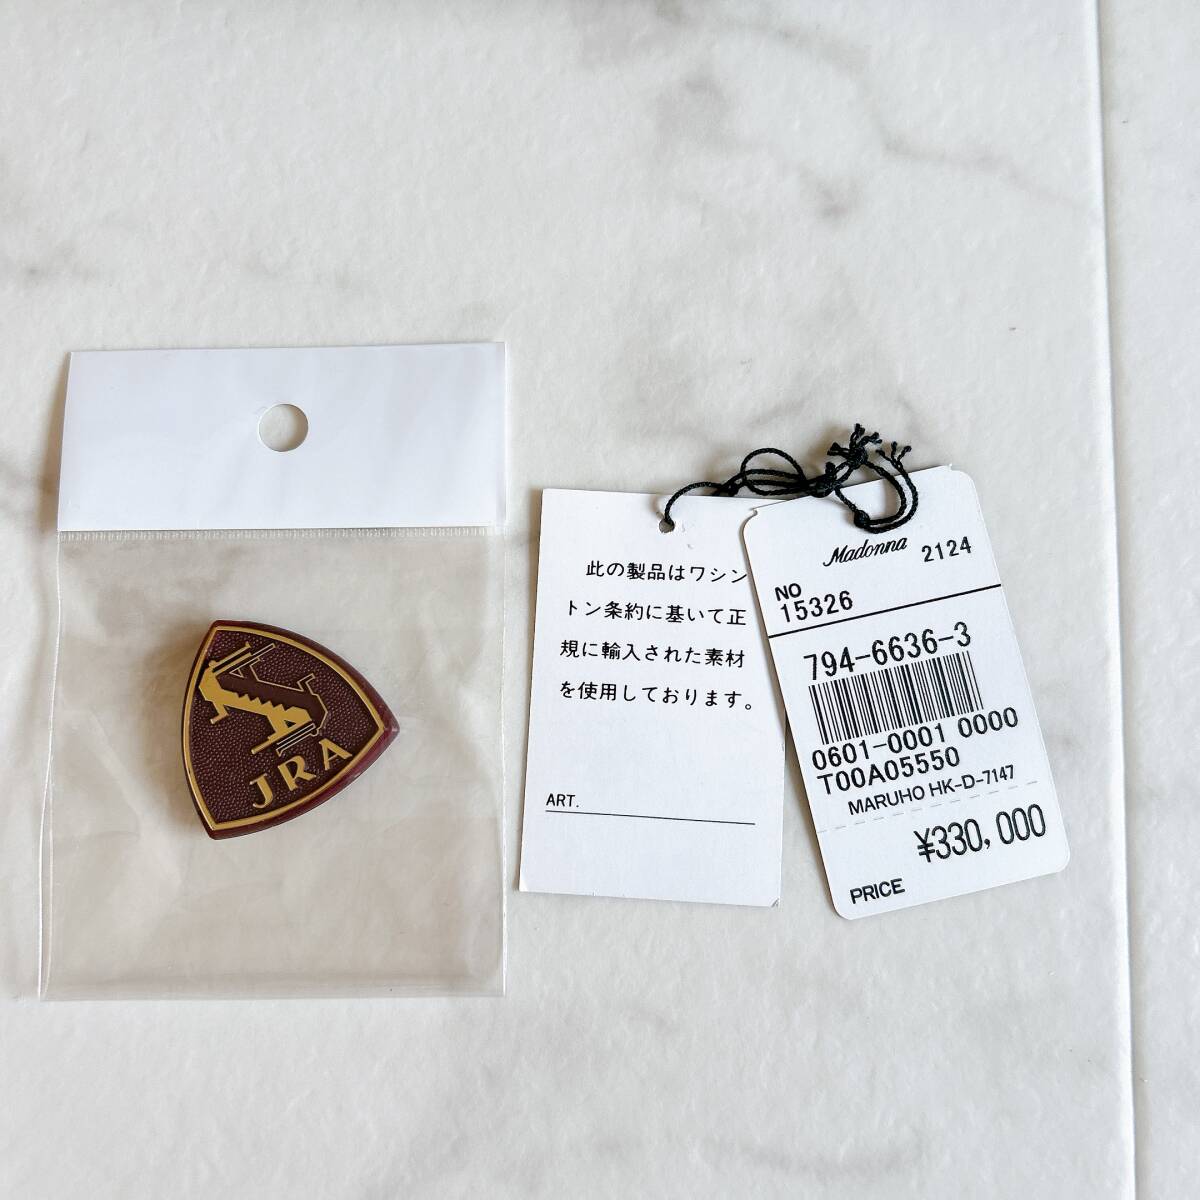 JRA
此の製品はワシン
トン条約に基いて正
規に輸入された素材
を使用しております。
ART.
Madonna 2124
NO
15326
794-6636-3
0601-0001 0000
T00A05550
MARUHO HK-D-7147
¥330,000
PRICE